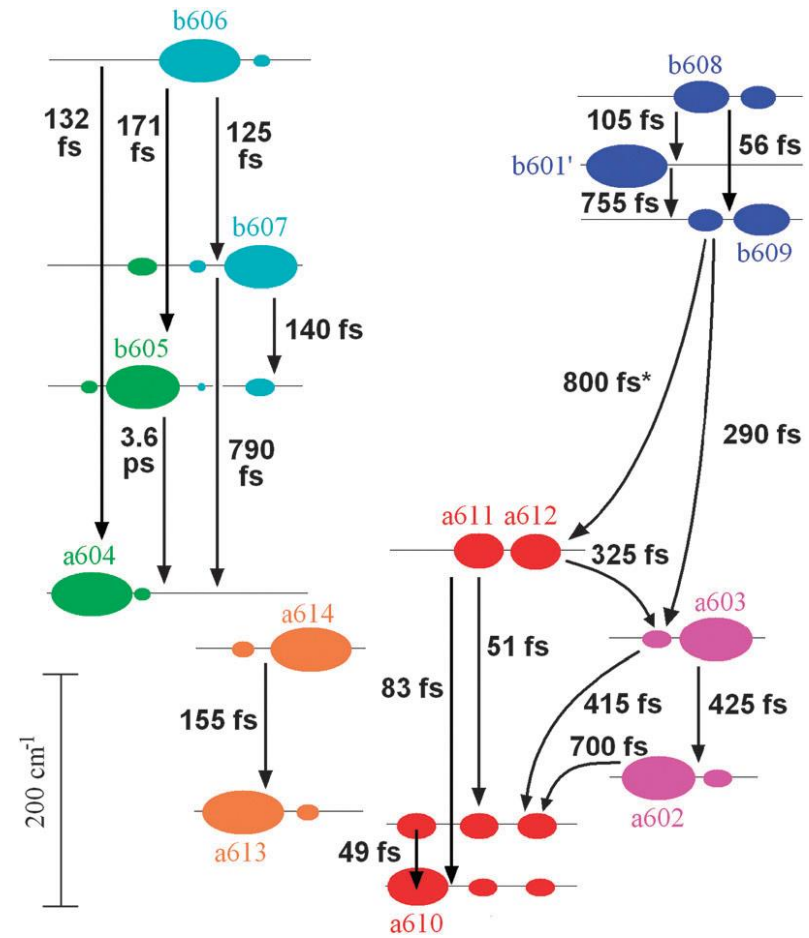 b606
132
fs
171
fs
125
fs
b607
140 fs
b605
3.6
ps
790
fs
a604
a614
155 fs
a613
200 cm-1
b608
105 fs
56 fs
b601'
755 fs
b609
800 fs*
290 fs
a611 a612
325 fs
a603
51 fs
83 fs
415 fs
425 fs
700 fs
a602
49 fs
a610